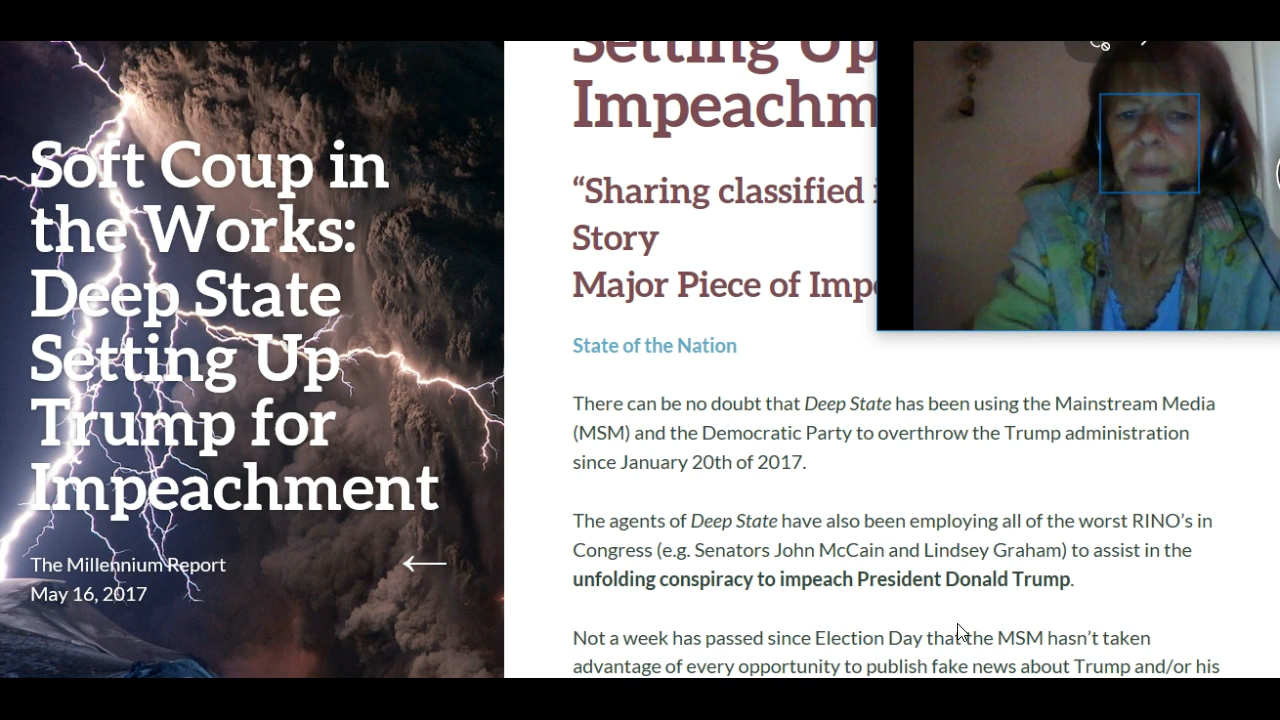 Soft Coup in
the Works:
Deep State
Setting Up
Trump for
Impeachment
The Millennium Report
May 16, 2017
Setting Up
Impeachm
“Sharing classified
Story
Major Piece of Impe
State of the Nation
There can be no doubt that Deep State has been using the Mainstream Media
(MSM) and the Democratic Party to overthrow the Trump administration
since January 20th of 2017.
The agents of Deep State have also been employing all of the worst RINO’s in
Congress (e.g. Senators John McCain and Lindsey Graham) to assist in the
unfolding conspiracy to impeach President Donald Trump.
Not a week has passed since Election Day that the MSM hasn’t taken
advantage of every opportunity to publish fake news about Trump and/or his